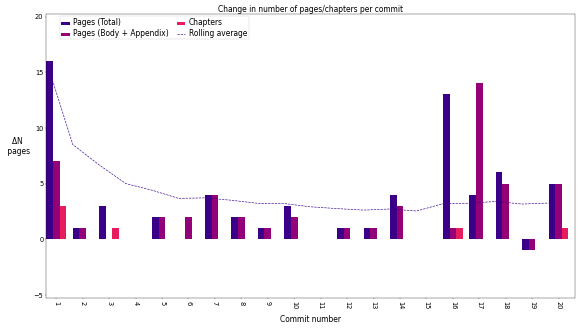 Change in number of pages/chapters per commit
Pages (Total)
Pages (Body + Appendix)
Chapters
Rolling average
20
15
10
5
0
−5
ΔN
pages
1 2 3 4 5 6 7 8 9 10 11 12 13 14 15 16 17 18 19 20
Commit number